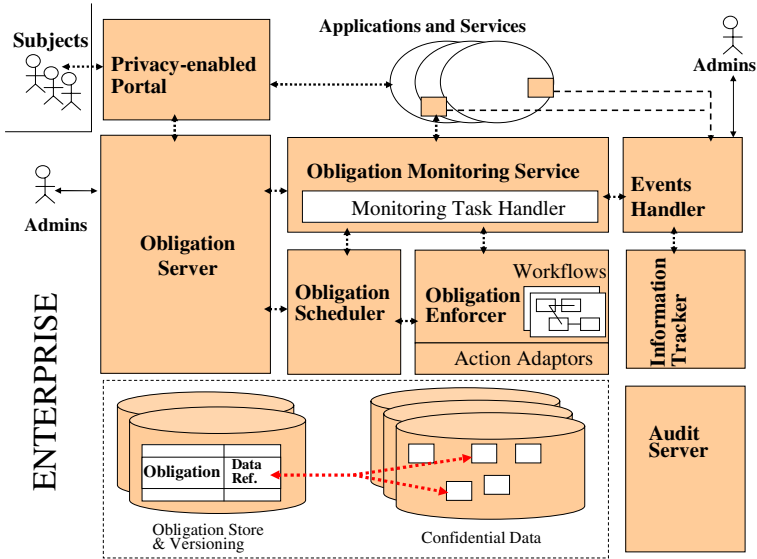 Subjects
Privacy-enabled
Portal
Applications and Services
Admins
Admins
Obligation
Server
Obligation Monitoring Service
Monitoring Task Handler
Events
Handler
Obligation
Scheduler
Workflows
Obligation
Enforcer
Action Adaptors
Information
Tracker
ENTERPRISE
Obligation
Data
Ref.
Obligation Store
& Versioning
Confidential Data
Audit
Server